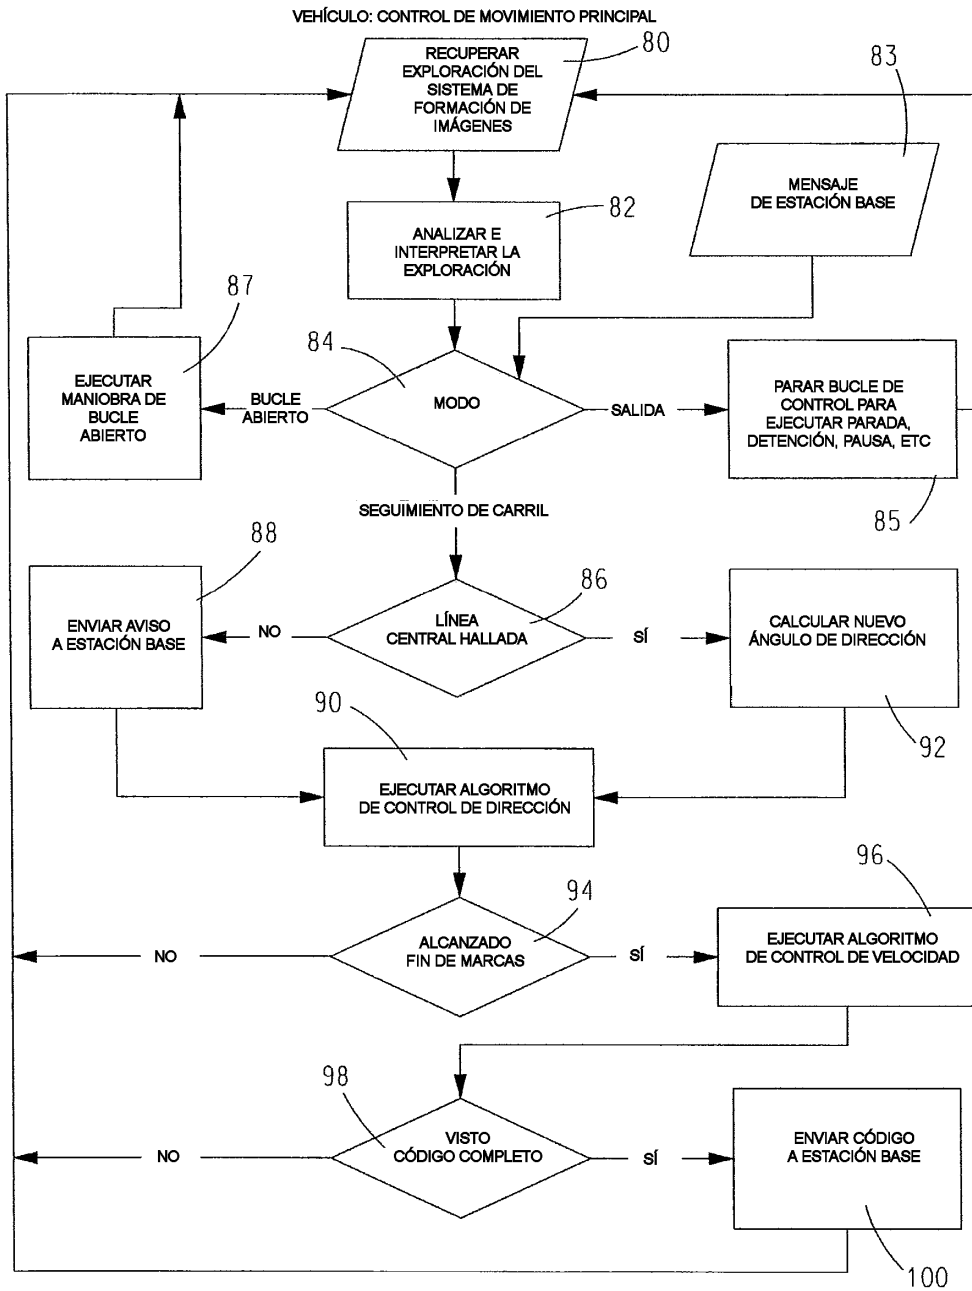 VEHÍCULO: CONTROL DE MOVIMIENTO PRINCIPAL
RECUPERAR
EXPLORACIÓN DEL
SISTEMA DE
FORMACIÓN DE
IMÁGENES
80
83
MENSAJE
DE ESTACIÓN BASE
82
ANALIZAR E
INTERPRETAR LA
EXPLORACIÓN
87
84
EJECUTAR
MANIOBRA DE
BUCLE
ABIERTO
BUCLE
ABIERTO
MODO
SALIDA
PARAR BUCLE DE
CONTROL PARA
EJECUTAR PARADA,
DETENCIÓN, PAUSA, ETC
85
SEGUIMIENTO DE CARRIL
88
86
ENVIAR AVISO
A ESTACIÓN BASE
NO
LÍNEA
CENTRAL HALLADA
SÍ
CALCULAR NUEVO
ÁNGULO DE DIRECCIÓN
92
90
EJECUTAR ALGORITMO
DE CONTROL DE DIRECCIÓN
96
94
NO
ALCANZADO
FIN DE MARCAS
SÍ
EJECUTAR ALGORITMO
DE CONTROL DE VELOCIDAD
98
NO
VISTO
CÓDIGO COMPLETO
SÍ
ENVIAR CÓDIGO
A ESTACIÓN BASE
100